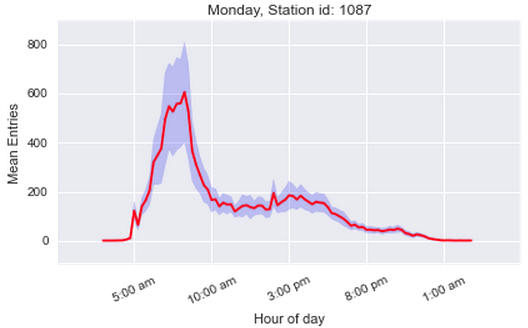 Monday, Station id: 1087
800
600
400
200
0
Mean Entries
5:00 am
10:00 am
3:00 pm
8:00 pm
1:00 am
Hour of day